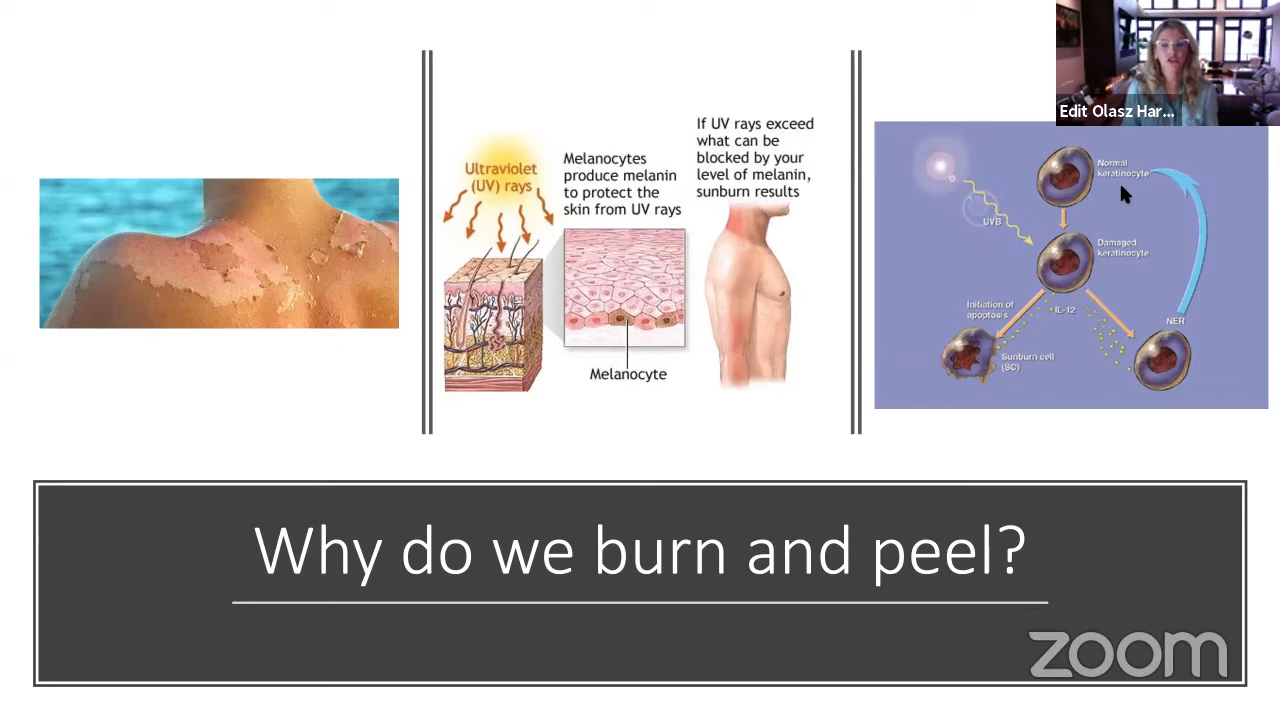 Edit Olasz Har...
Ultraviolet
(UV) rays
Melanocytes
produce melanin
to protect the
skin from UV rays
If UV rays exceed
what can be
blocked by your
level of melanin,
sunburn results
Melanocyte
Normal
keratinocyte
UVB
Damaged
keratinocyte
Initiation of
apoptosis
IL-12
NER
Sunburn cell
(SC)
Why do we burn and peel?
zoom